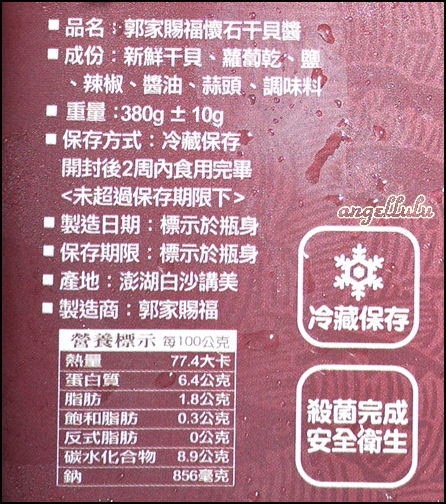 ■ 品名：郭家賜福懷石干貝醬
■ 成份：新鮮干貝、蘿蔔乾、鹽
、辣椒、醬油、蒜頭、調味料
■ 重量：380g ± 10g
■ 保存方式：冷藏保存
開封後2周內食用完畢
<未超過保存期限下>
■ 製造日期：標示於瓶身
■ 保存期限：標示於瓶身
■ 產地：澎湖白沙講美
■ 製造商：郭家賜福
營養標示 每100公克
熱量 77.4大卡
蛋白質 6.4公克
脂肪 1.8公克
飽和脂肪 0.3公克
反式脂肪 0公克
碳水化合物 8.9公克
鈉 856毫克
angellulu
冷藏保存
殺菌完成
安全衛生